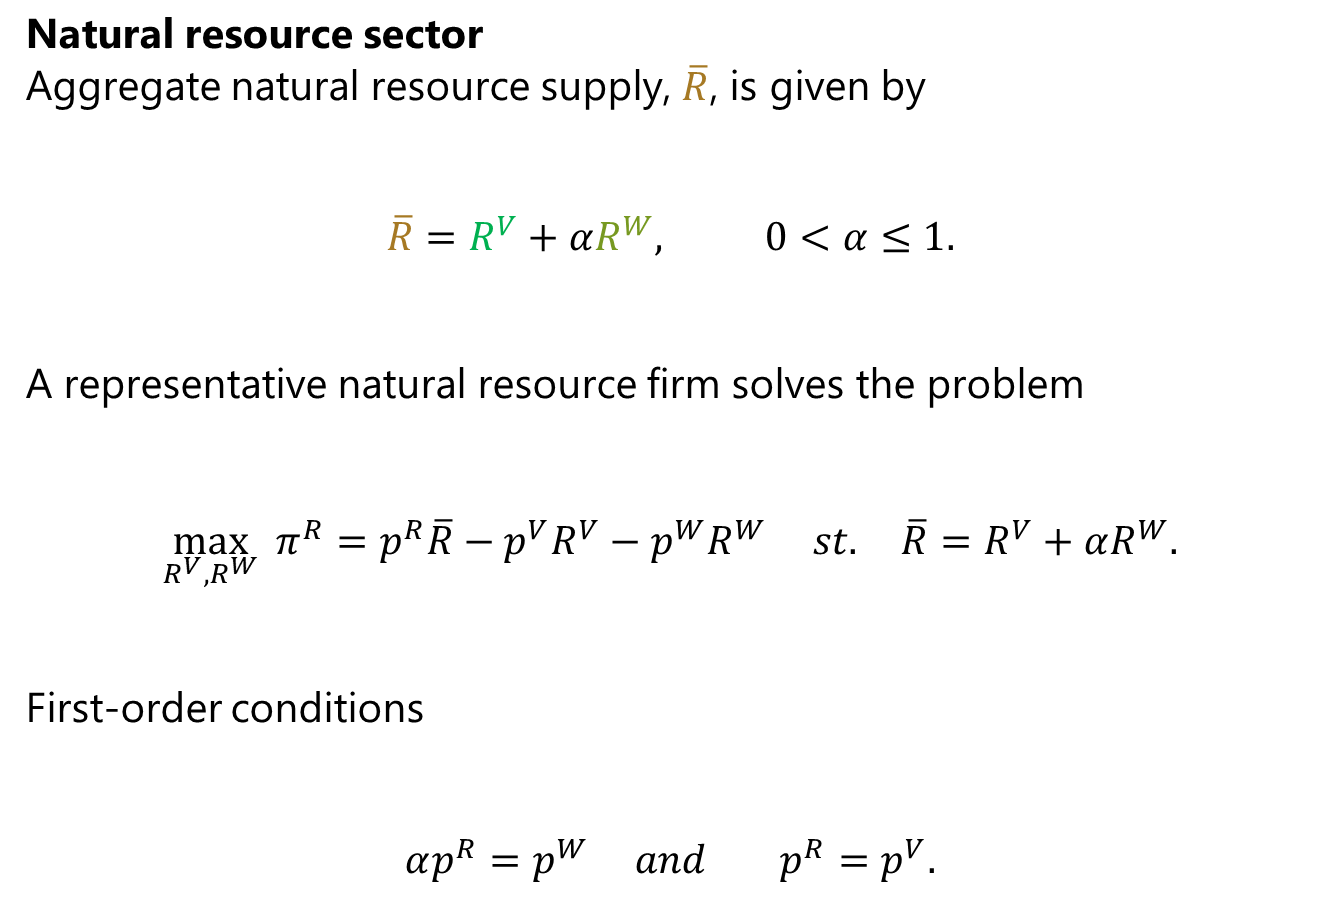 Natural resource sector
Aggregate natural resource supply, R̅, is given by
R̅ = R^V + αR^W,   0 < α ≤ 1.
A representative natural resource firm solves the problem
max_{R^V,R^W} π^R = p^R R̅ − p^V R^V − p^W R^W   st.   R̅ = R^V + αR^W.
First-order conditions
αp^R = p^W   and   p^R = p^V.